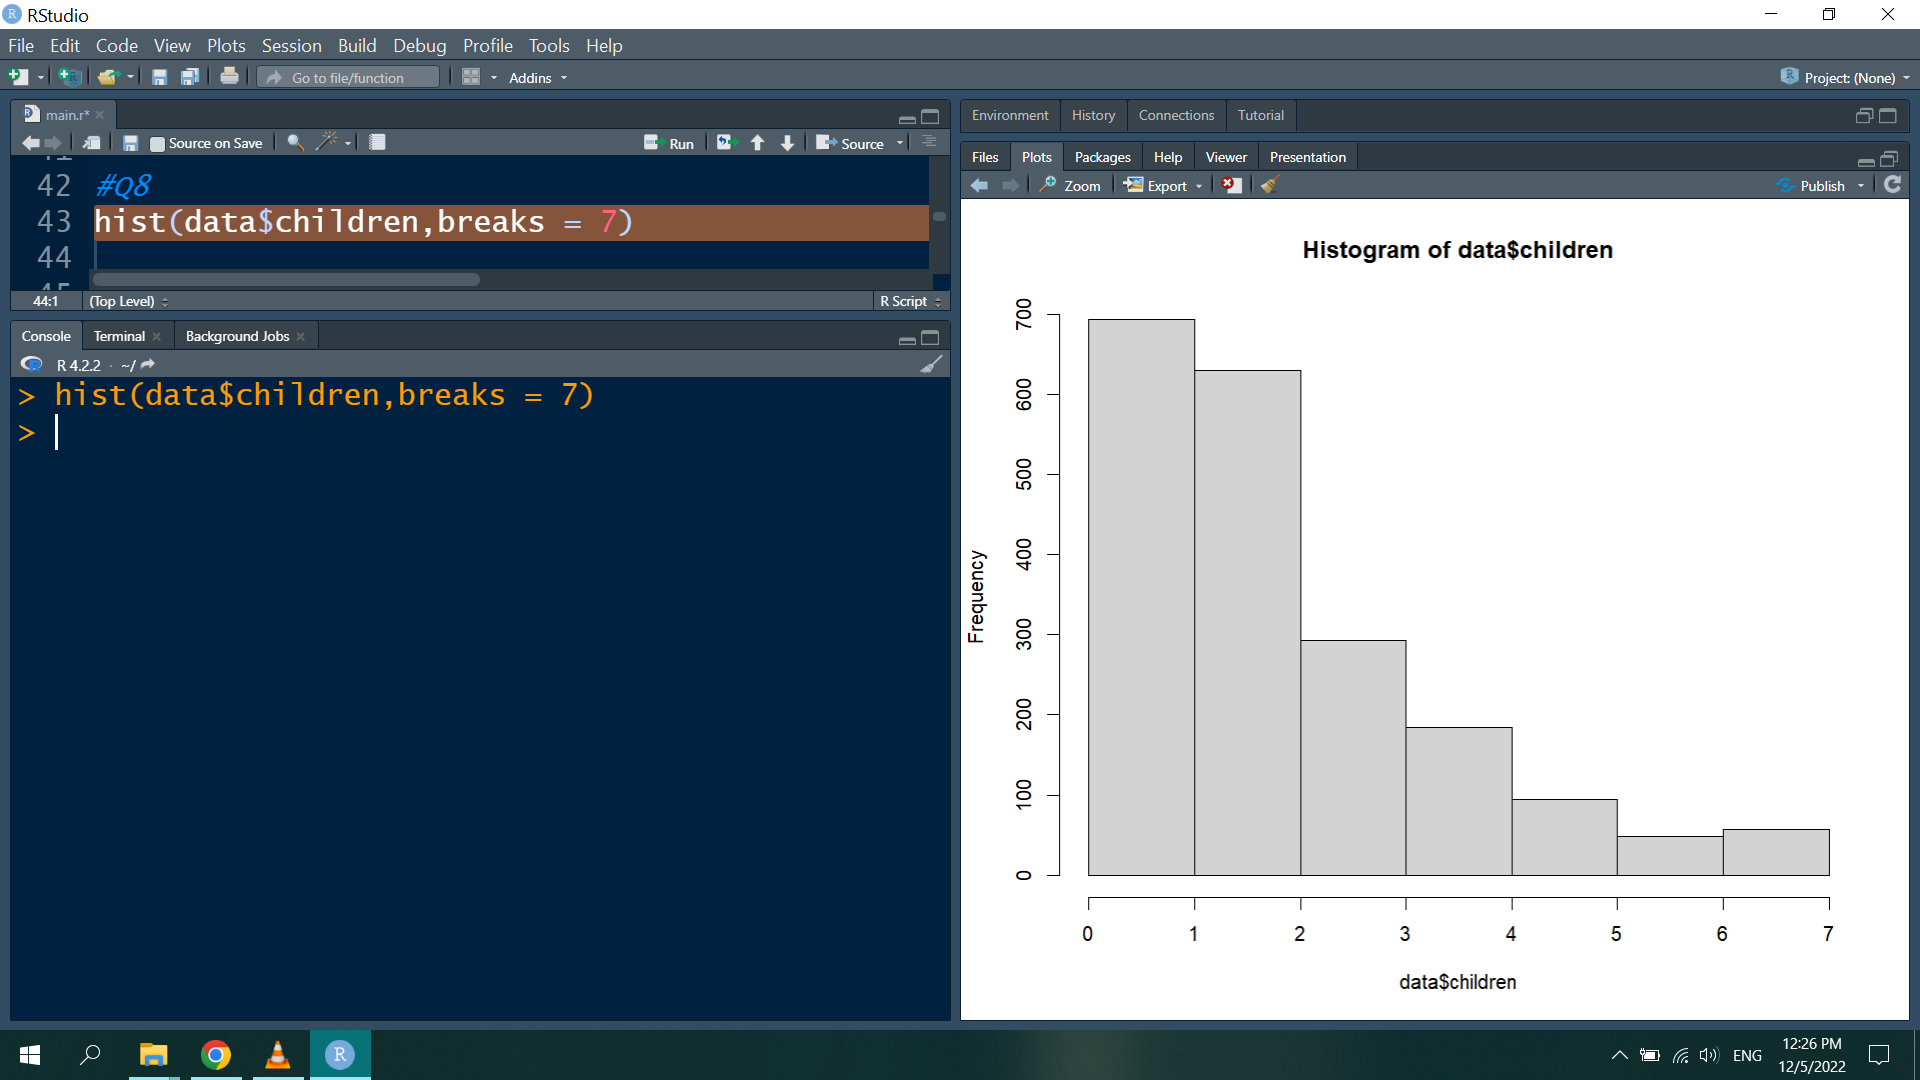 RStudio
File Edit Code View Plots Session Build Debug Profile Tools Help
Go to file/function Addins Project: (None)
main.r*
Source on Save Run Source
42 #Q8
43 hist(data$children,breaks = 7)
44
44:1 (Top Level) R Script
Console Terminal Background Jobs
R 4.2.2 · ~/
> hist(data$children,breaks = 7)
>
Environment History Connections Tutorial
Files Plots Packages Help Viewer Presentation
Zoom Export Publish
Histogram of data$children
Frequency
700
600
500
400
300
200
100
0
0 1 2 3 4 5 6 7
data$children
ENG
12:26 PM
12/5/2022